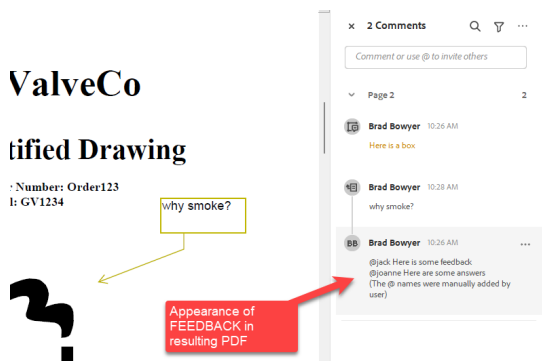 ValveCo
tified Drawing
r Number: Order123
l: GV1234
why smoke?
Appearance of
FEEDBACK in
resulting PDF
× 2 Comments
Comment or use @ to invite others
Page 2 2
Brad Bowyer 10:26 AM
Here is a box
Brad Bowyer 10:28 AM
why smoke?
BB Brad Bowyer 10:26 AM
@jack Here is some feedback
@joanne Here are some answers
(The @ names were manually added by
user)